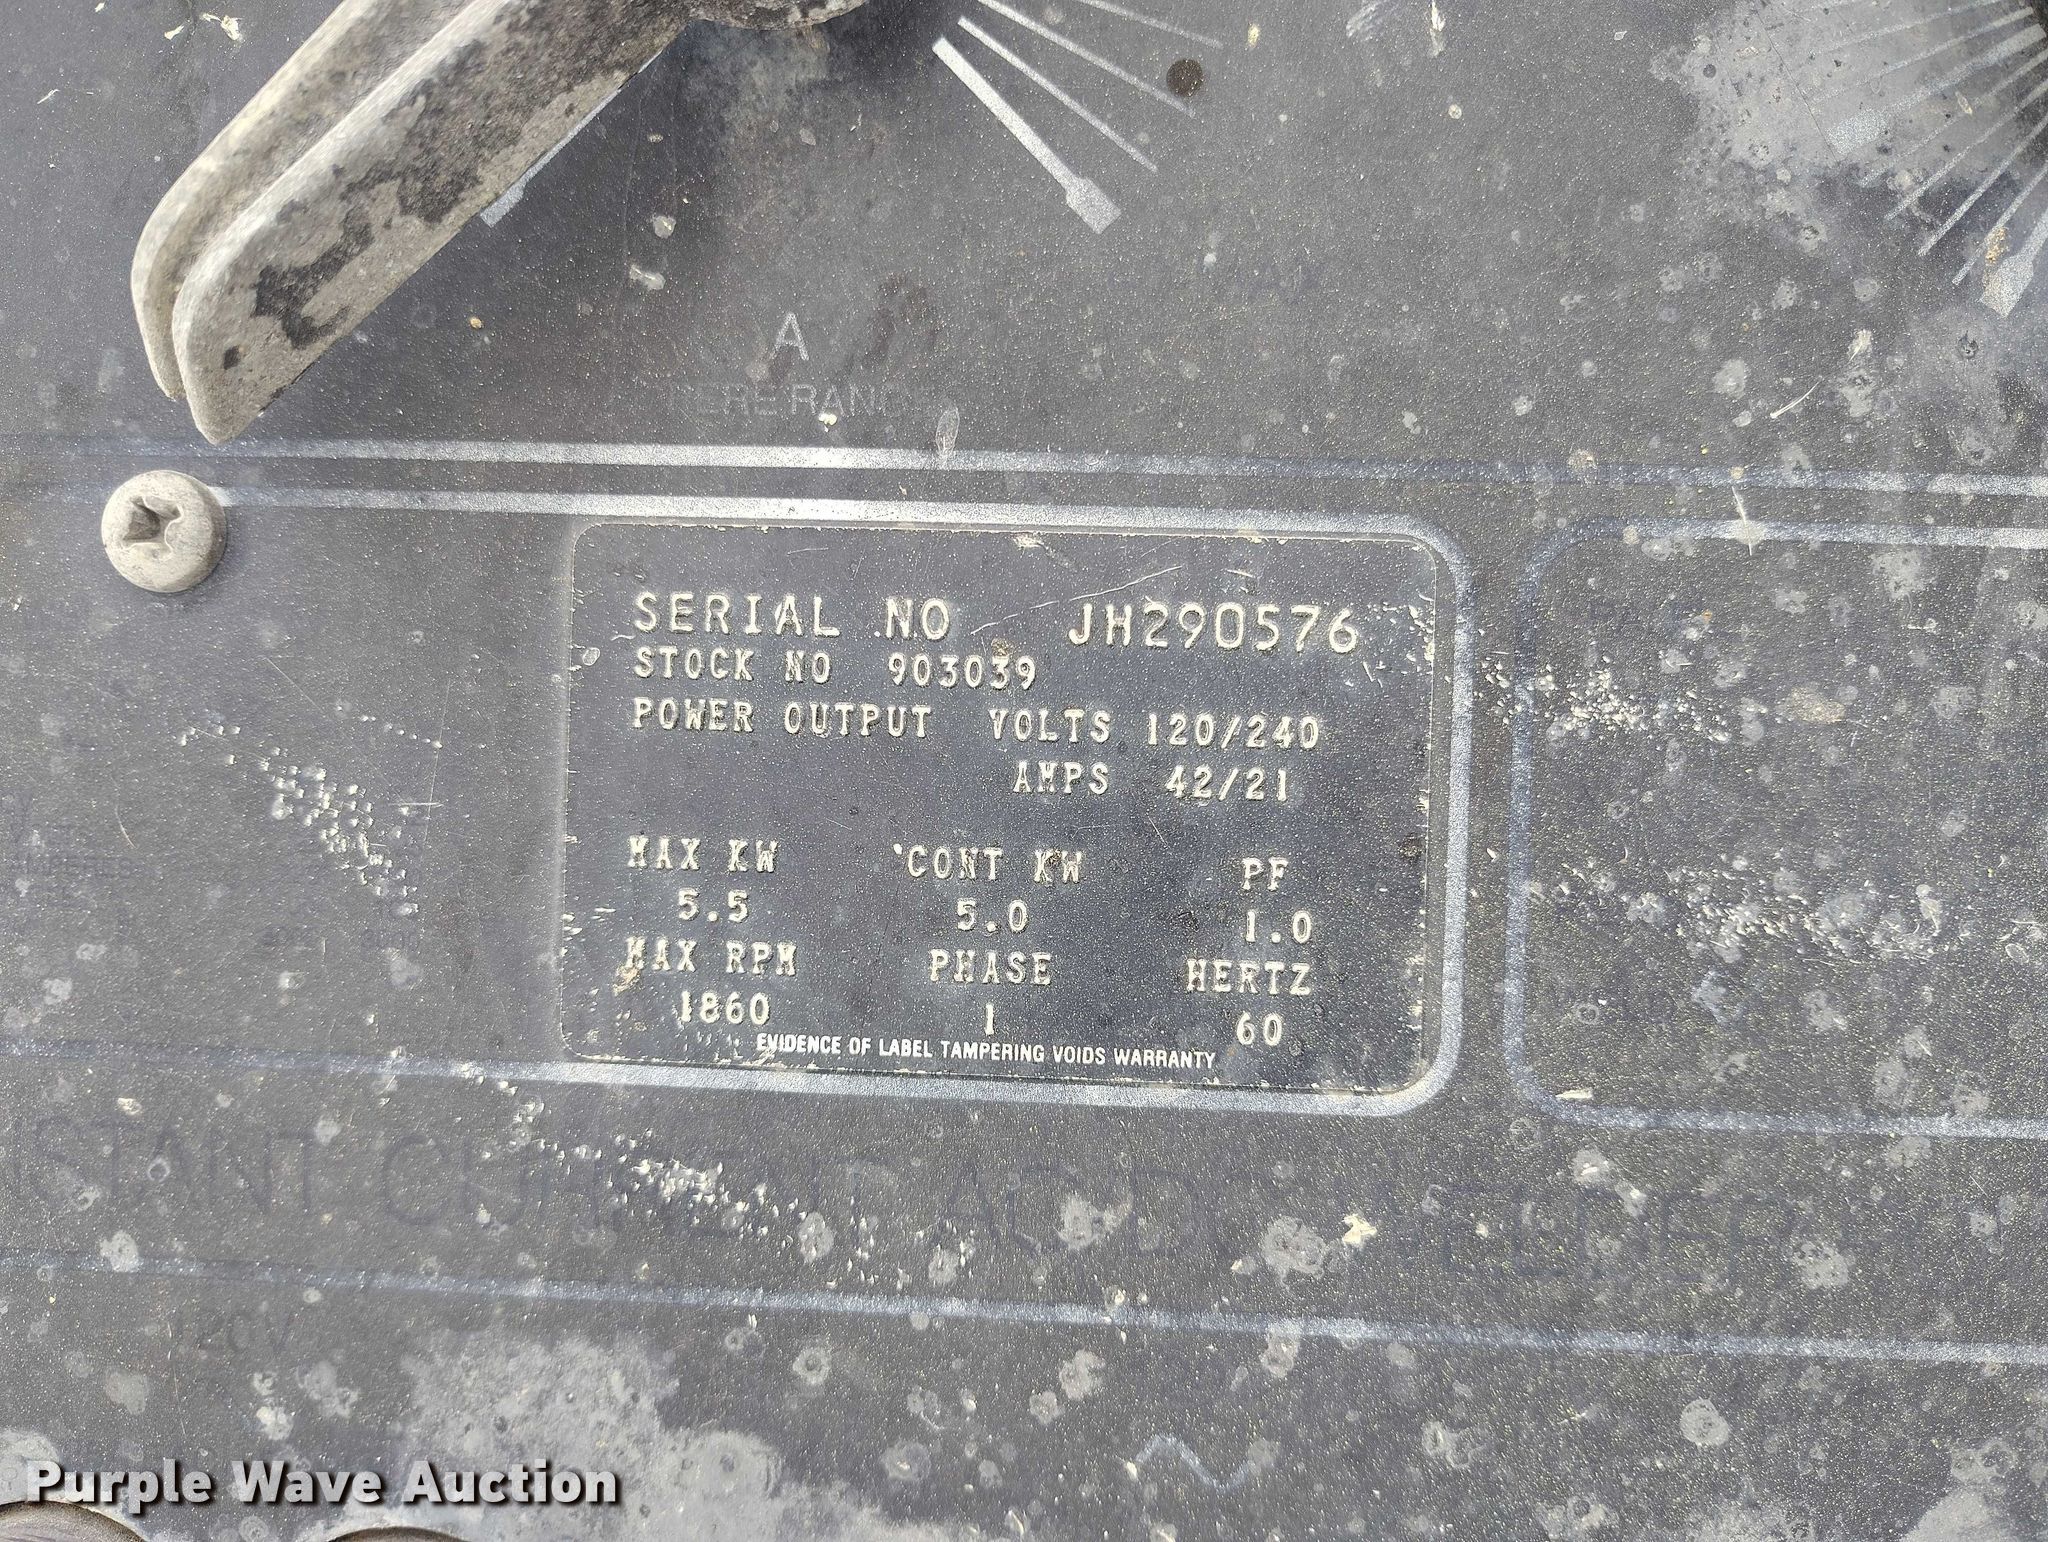 A
RANGE
SERIAL NO JH290576
STOCK NO 903039
POWER OUTPUT VOLTS 120/240
AMPS 42/21
MAX KW CONT KW PF
5.5 5.0 1.0
MAX RPM PHASE HERTZ
1860 1 60
EVIDENCE OF LABEL TAMPERING VOIDS WARRANTY
Purple Wave Auction